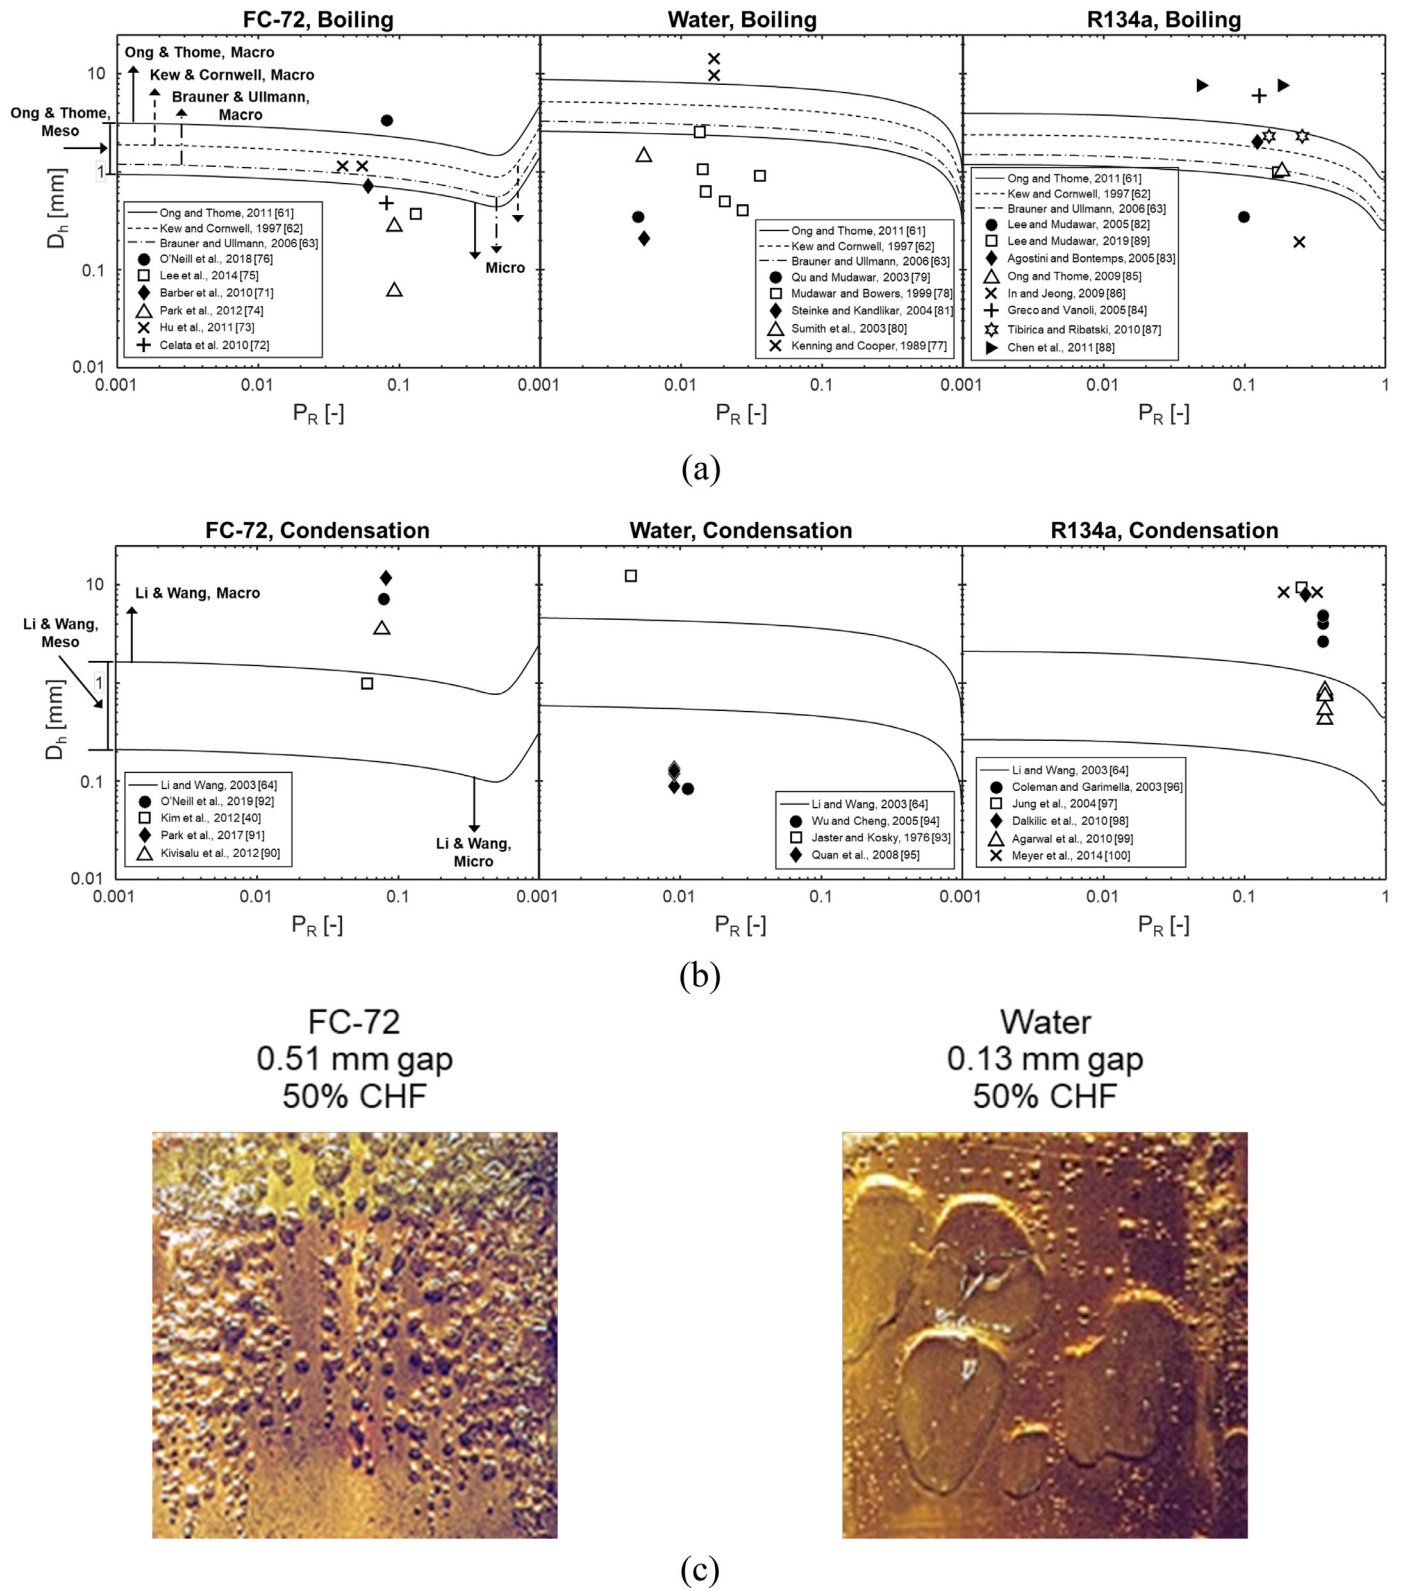 FC-72, Boiling
Water, Boiling
R134a, Boiling
10
1
0.1
0.01
D_h [mm]
Ong & Thome, Macro
Kew & Cornwell, Macro
Brauner & Ullmann,
Macro
Ong & Thome,
Meso
Micro
Ong and Thome, 2011 [61]
Kew and Cornwell, 1997 [62]
Brauner and Ullmann, 2006 [63]
O'Neill et al., 2018 [76]
Lee et al., 2014 [75]
Barber et al., 2010 [71]
Park et al., 2012 [74]
Hu et al., 2011 [73]
Celata et al. 2010 [72]
Ong and Thome, 2011 [61]
Kew and Cornwell, 1997 [62]
Brauner and Ullmann, 2006 [63]
Qu and Mudawar, 2003 [79]
Mudawar and Bowers, 1999 [78]
Steinke and Kandlikar, 2004 [81]
Sumith et al., 2003 [80]
Kenning and Cooper, 1989 [77]
Ong and Thome, 2011 [61]
Kew and Cornwell, 1997 [62]
Brauner and Ullmann, 2006 [63]
Lee and Mudawar, 2005 [82]
Lee and Mudawar, 2019 [89]
Agostini and Bontemps, 2005 [83]
Ong and Thome, 2009 [85]
In and Jeong, 2009 [86]
Greco and Vanoli, 2005 [84]
Tibirica and Ribatski, 2010 [87]
Chen et al., 2011 [88]
0.001 0.01 0.1 0.001 0.01 0.1 0.001 0.01 0.1 1
P_R [-] P_R [-] P_R [-]
(a)
FC-72, Condensation
Water, Condensation
R134a, Condensation
10
1
0.1
0.01
D_h [mm]
Li & Wang, Macro
Li & Wang,
Meso
Li & Wang,
Micro
Li and Wang, 2003 [64]
O'Neill et al., 2019 [92]
Kim et al., 2012 [40]
Park et al., 2017 [91]
Kivisalu et al., 2012 [90]
Li and Wang, 2003 [64]
Wu and Cheng, 2005 [94]
Jaster and Kosky, 1976 [93]
Quan et al., 2008 [95]
Li and Wang, 2003 [64]
Coleman and Garimella, 2003 [96]
Jung et al., 2004 [97]
Dalkilic et al., 2010 [98]
Agarwal et al., 2010 [99]
Meyer et al., 2014 [100]
0.001 0.01 0.1 0.001 0.01 0.1 0.001 0.01 0.1 1
P_R [-] P_R [-] P_R [-]
(b)
FC-72
0.51 mm gap
50% CHF
Water
0.13 mm gap
50% CHF
(c)